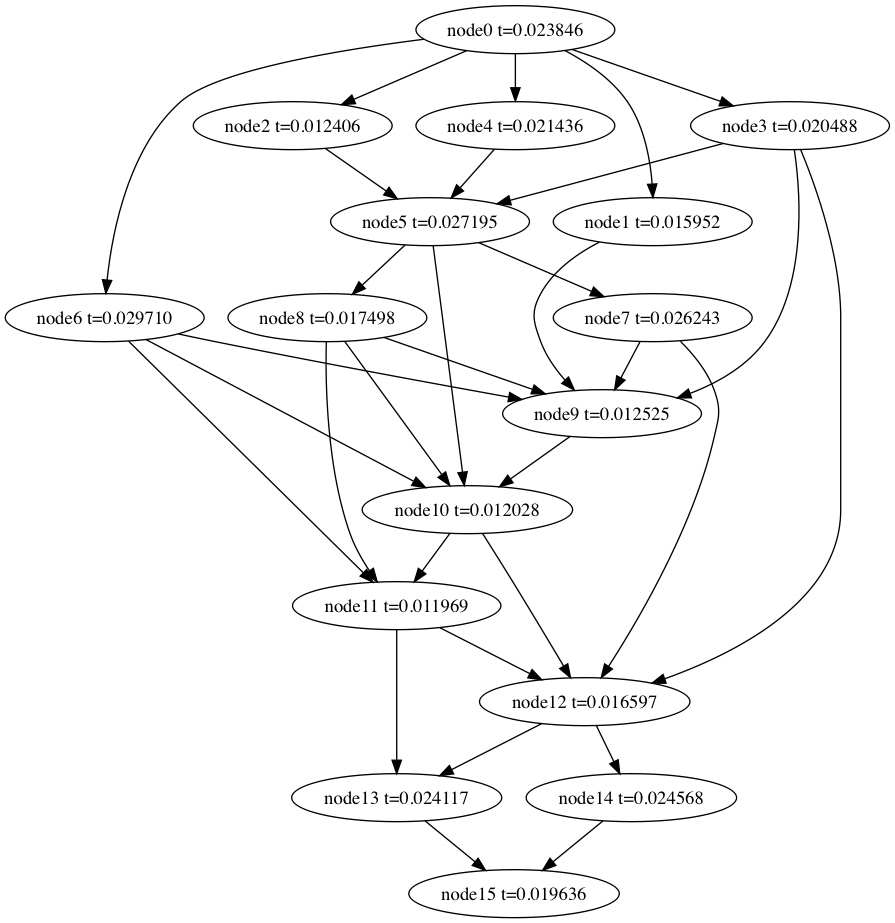 node0 t=0.023846
node2 t=0.012406
node4 t=0.021436
node3 t=0.020488
node5 t=0.027195
node1 t=0.015952
node6 t=0.029710
node8 t=0.017498
node7 t=0.026243
node9 t=0.012525
node10 t=0.012028
node11 t=0.011969
node12 t=0.016597
node13 t=0.024117
node14 t=0.024568
node15 t=0.019636